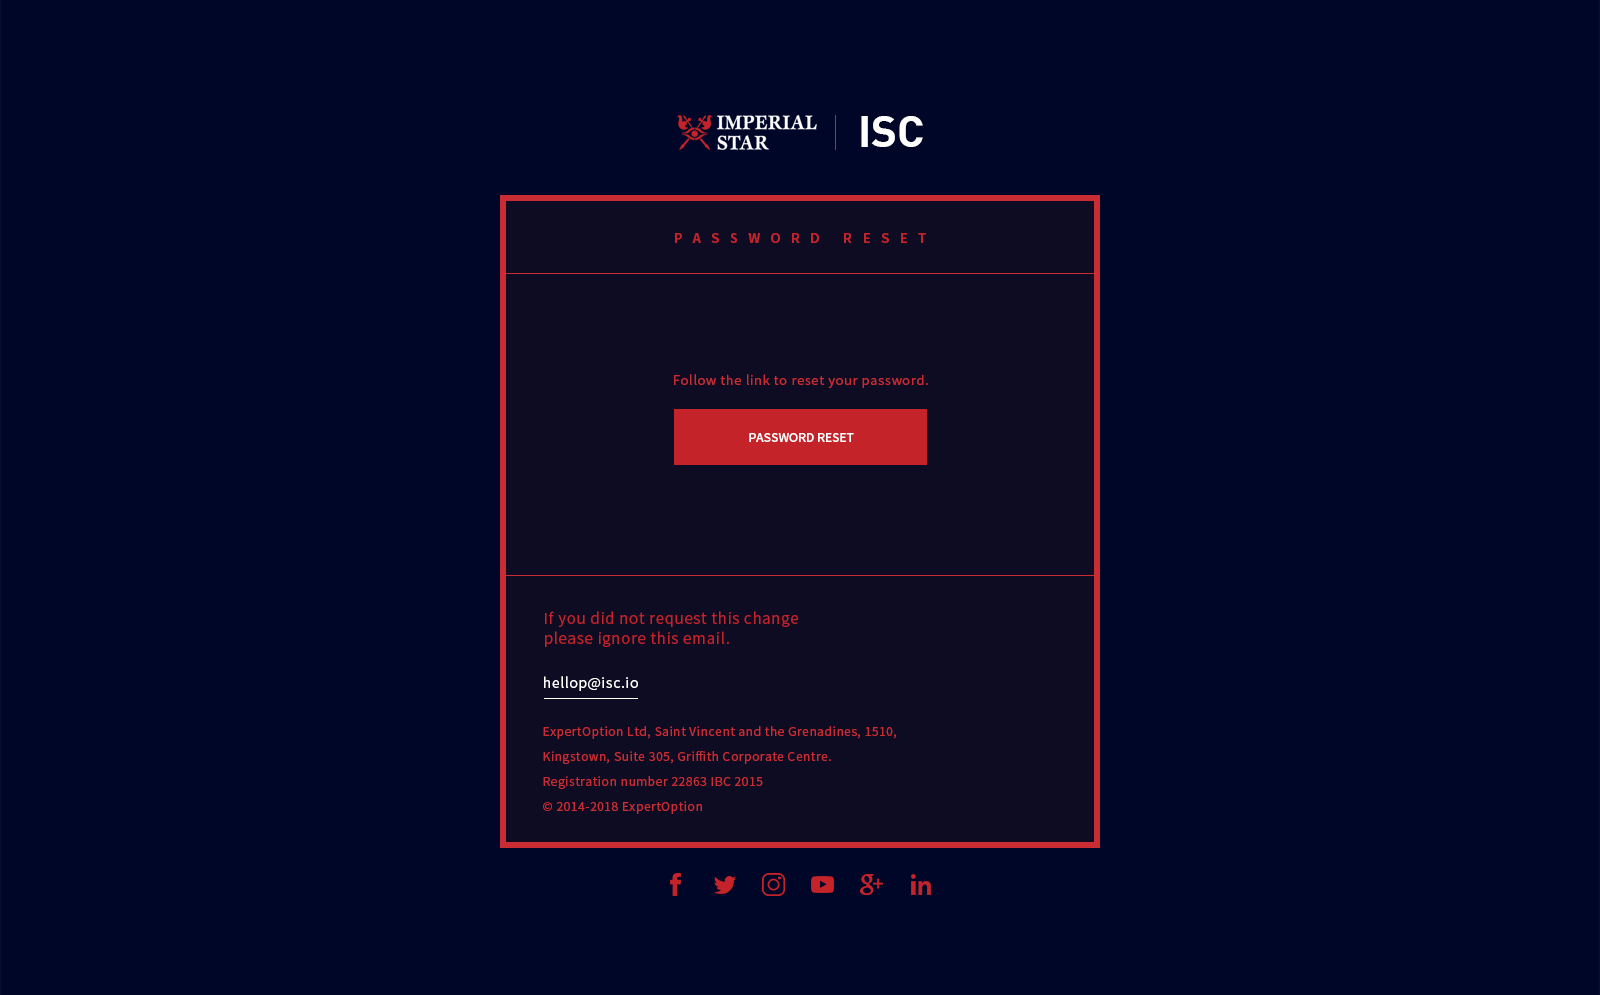 IMPERIAL
STAR
ISC
PASSWORD RESET
Follow the link to reset your password.
PASSWORD RESET
If you did not request this change
please ignore this email.
hellop@isc.io
ExpertOption Ltd, Saint Vincent and the Grenadines, 1510,
Kingstown, Suite 305, Griffith Corporate Centre.
Registration number 22863 IBC 2015
© 2014-2018 ExpertOption